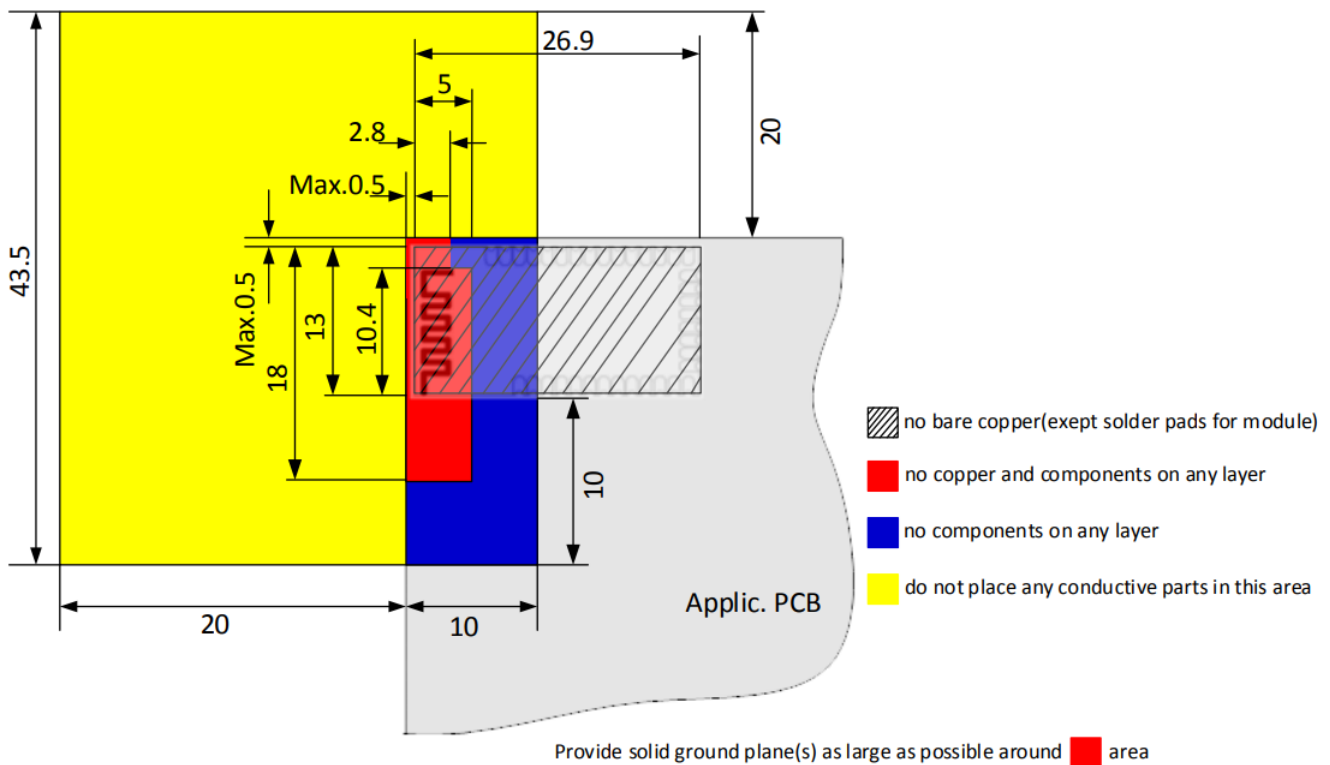 26.9
5
2.8
20
Max.0.5
43.5
Max.0.5
18
13
10.4
10
no bare copper(exept solder pads for module)
no copper and components on any layer
no components on any layer
do not place any conductive parts in this area
Applic. PCB
20
10
Provide solid ground plane(s) as large as possible around area